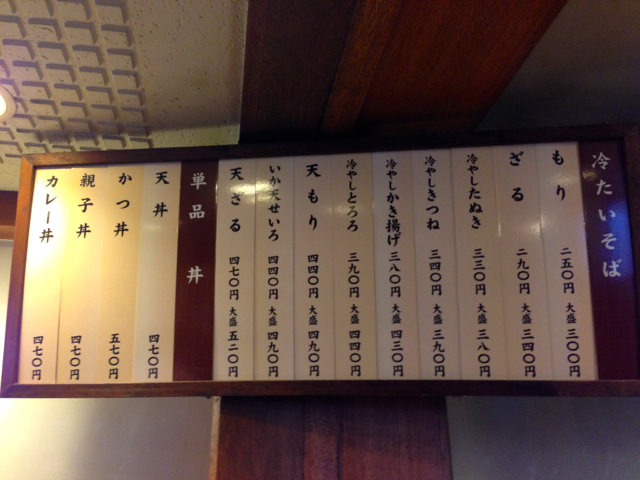 冷たいそば
もり 二五〇円 大盛 三〇〇円
ざる 二九〇円 大盛 三四〇円
冷やしたぬき 三三〇円 大盛 三八〇円
冷やしきつね 三四〇円 大盛 三九〇円
冷やしかき揚げ 三八〇円 大盛 四三〇円
冷やしとろろ 三九〇円 大盛 四四〇円
天もり 四四〇円 大盛 四九〇円
いか天せいろ 四四〇円 大盛 四九〇円
天ざる 四七〇円 大盛 五二〇円
単品 丼
天丼 四七〇円
かつ丼 五七〇円
親子丼 四七〇円
カレー丼 四七〇円